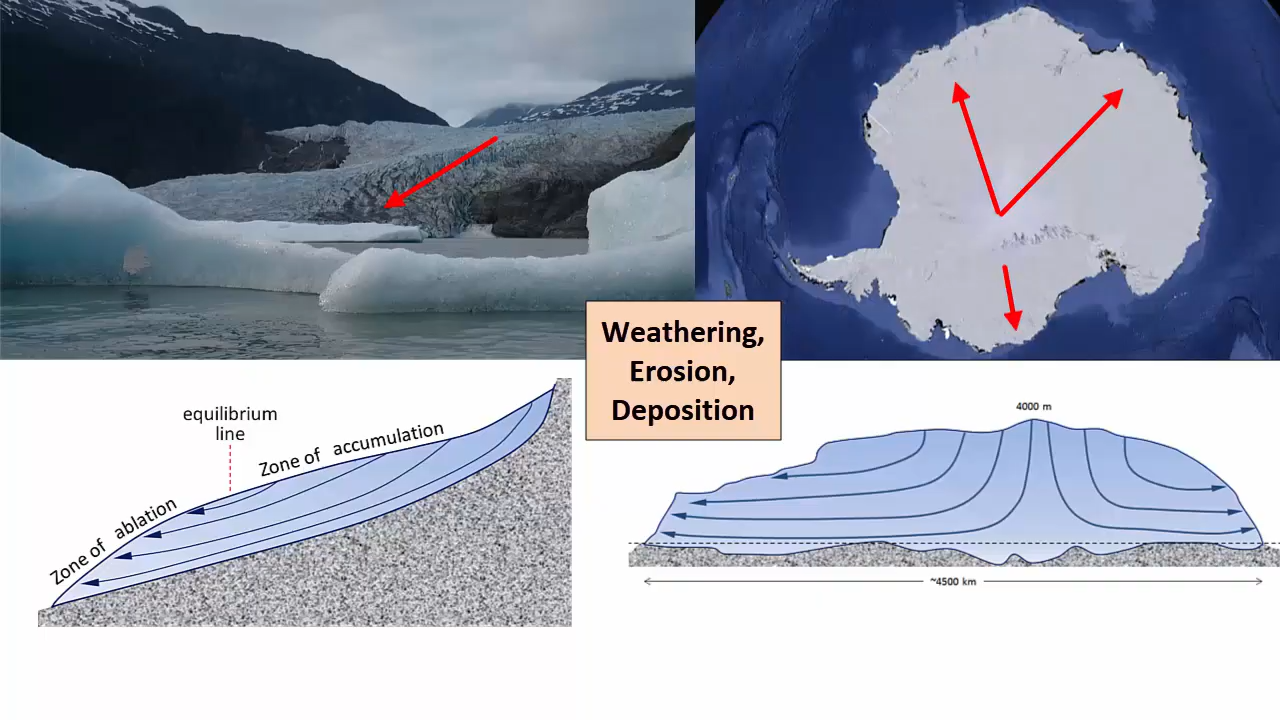 Weathering,
Erosion,
Deposition
equilibrium
line
Zone of accumulation
Zone of ablation
4000 m
~4500 km